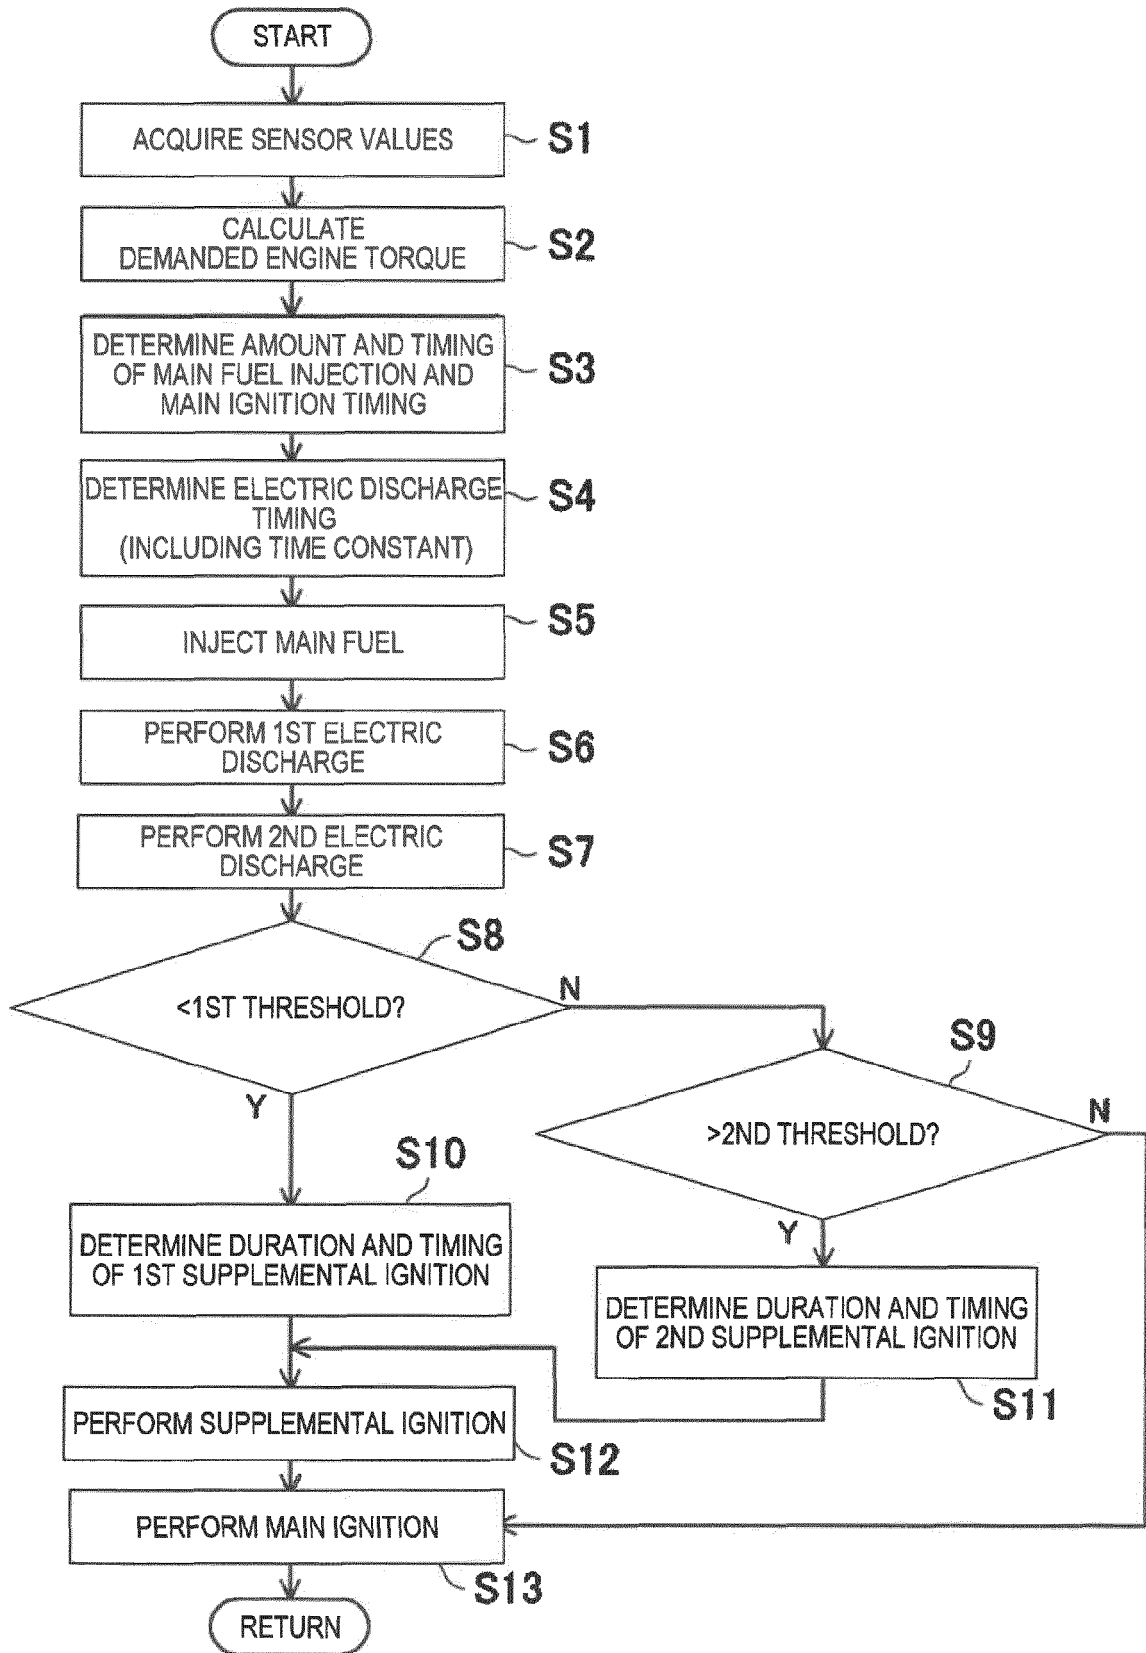 START
ACQUIRE SENSOR VALUES
S1
CALCULATE
DEMANDED ENGINE TORQUE
S2
DETERMINE AMOUNT AND TIMING
OF MAIN FUEL INJECTION AND
MAIN IGNITION TIMING
S3
DETERMINE ELECTRIC DISCHARGE
TIMING
(INCLUDING TIME CONSTANT)
S4
INJECT MAIN FUEL
S5
PERFORM 1ST ELECTRIC
DISCHARGE
S6
PERFORM 2ND ELECTRIC
DISCHARGE
S7
<1ST THRESHOLD?
S8
N
Y
>2ND THRESHOLD?
S9
N
Y
DETERMINE DURATION AND TIMING
OF 1ST SUPPLEMENTAL IGNITION
S10
DETERMINE DURATION AND TIMING
OF 2ND SUPPLEMENTAL IGNITION
S11
PERFORM SUPPLEMENTAL IGNITION
S12
PERFORM MAIN IGNITION
S13
RETURN